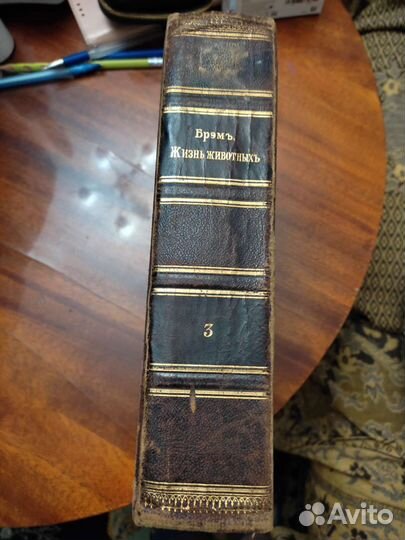 Брэмъ.
Жизнь животныхъ
3
Avito